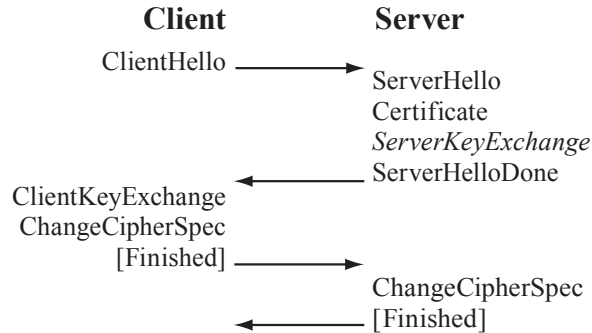 Client Server
ClientHello
ServerHello
Certificate
ServerKeyExchange
ServerHelloDone
ClientKeyExchange
ChangeCipherSpec
[Finished]
ChangeCipherSpec
[Finished]